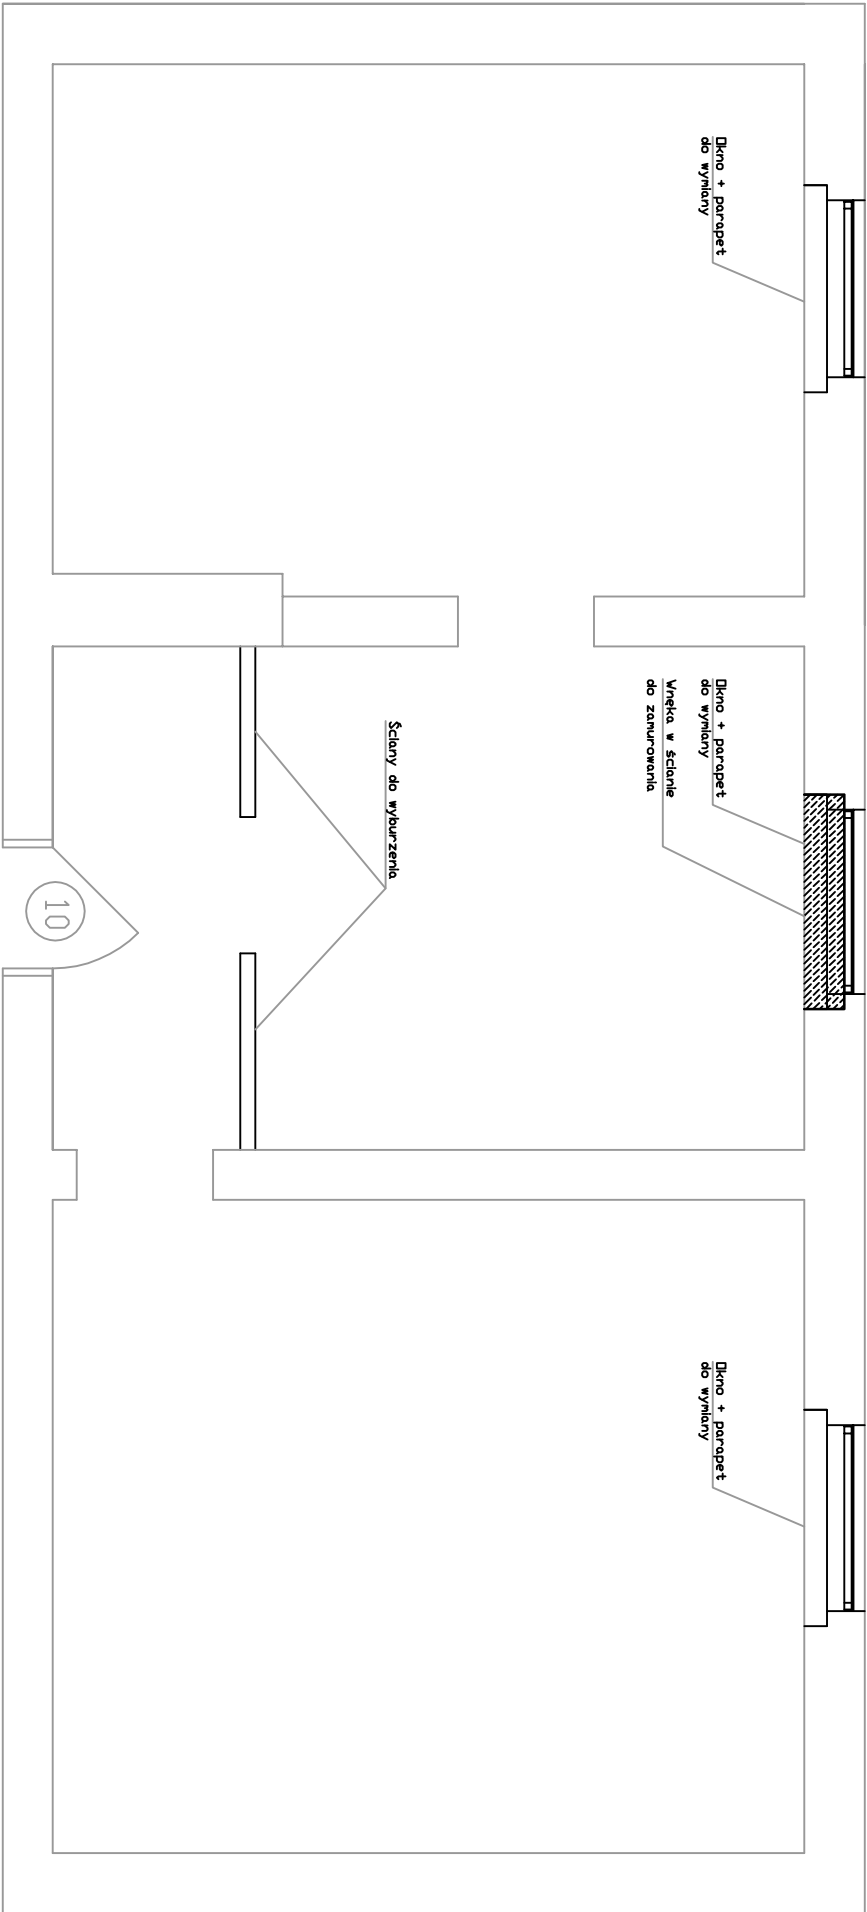 Okno + parapet
do wymiany
Okno + parapet
do wymiany
Wnęka w ścianie
do zamurowania
Ściany do wyburzenia
10
Okno + parapet
do wymiany